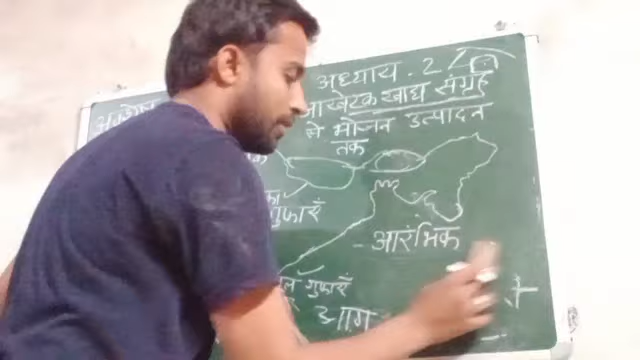 अध्याय . 2
आखेटक खाद्य संग्रह
से भोजन उत्पादन
तक
गुफाएँ
आरंभिक
गुफाएँ
आग